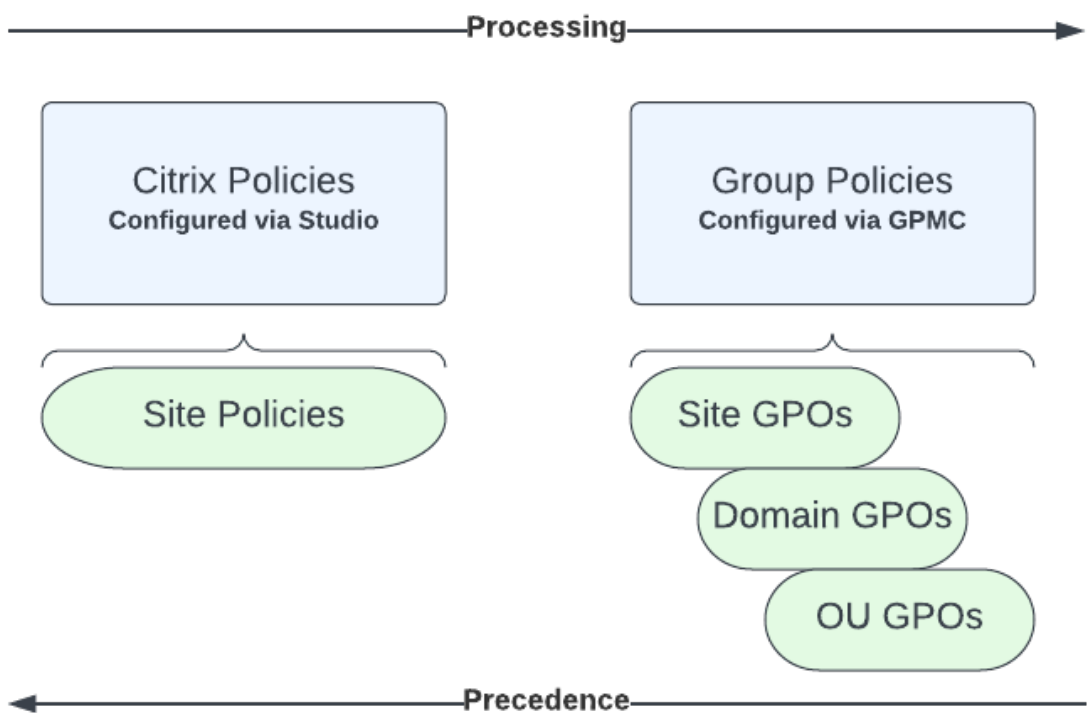 Processing
Citrix Policies
Configured via Studio
Group Policies
Configured via GPMC
Site Policies
Site GPOs
Domain GPOs
OU GPOs
Precedence